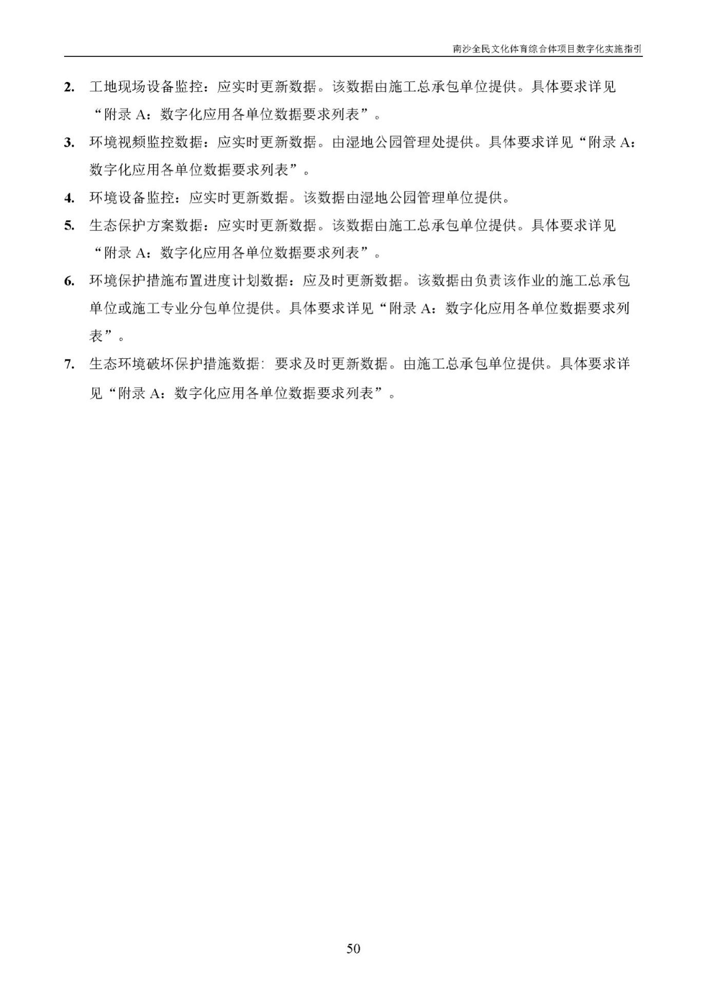 南沙全民文化体育综合体项目数字化实施指引
2. 工地现场设备监控：应实时更新数据。该数据由施工总承包单位提供。具体要求详见
“附录 A：数字化应用各单位数据要求列表”。
3. 环境视频监控数据：应实时更新数据。由湿地公园管理处提供。具体要求详见“附录 A：
数字化应用各单位数据要求列表”。
4. 环境设备监控：应实时更新数据。该数据由湿地公园管理单位提供。
5. 生态保护方案数据：应实时更新数据。该数据由施工总承包单位提供。具体要求详见
“附录 A：数字化应用各单位数据要求列表”。
6. 环境保护措施布置进度计划数据：应及时更新数据。该数据由负责该作业的施工总承包
单位或施工专业分包单位提供。具体要求详见“附录 A：数字化应用各单位数据要求列
表”。
7. 生态环境破坏保护措施数据：要求及时更新数据。由施工总承包单位提供。具体要求详
见“附录 A：数字化应用各单位数据要求列表”。
50